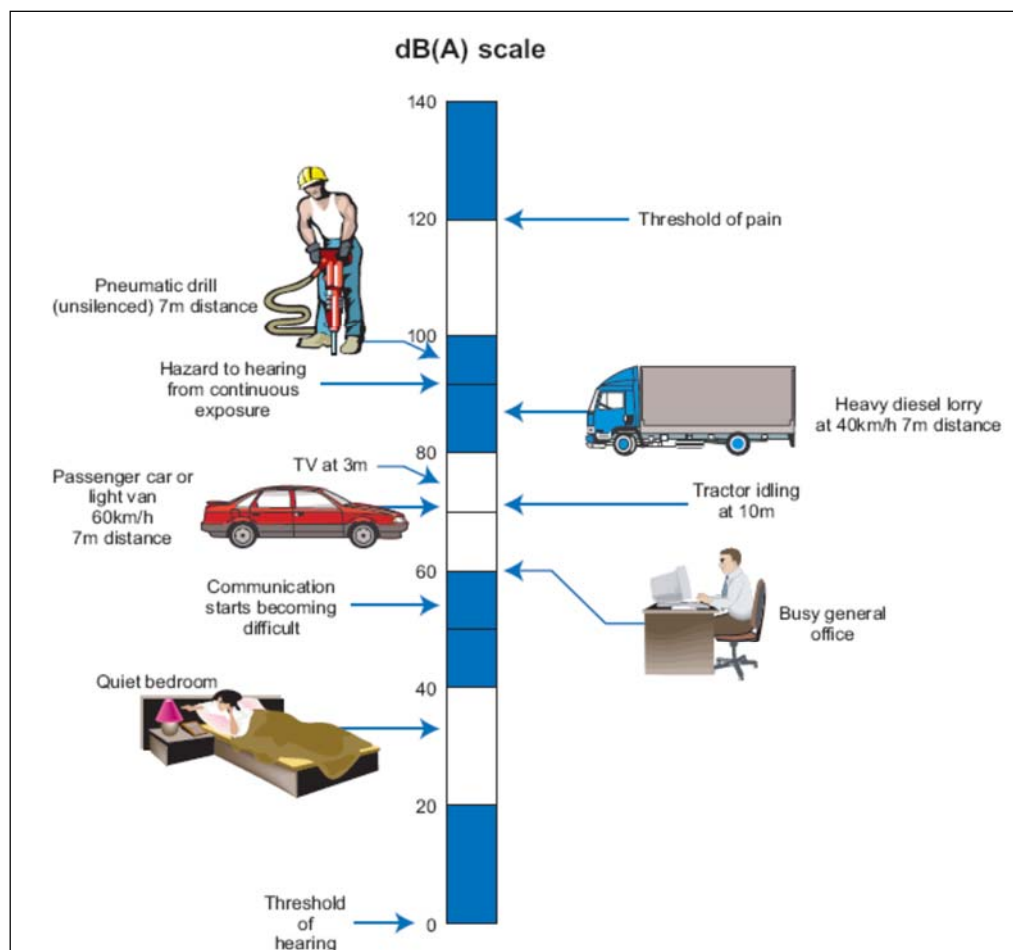 dB(A) scale
140
120
Threshold of pain
Pneumatic drill
(unsilenced) 7m distance
100
Hazard to hearing
from continuous
exposure
Heavy diesel lorry
at 40km/h 7m distance
80
TV at 3m
Passenger car or
light van
60km/h
7m distance
Tractor idling
at 10m
60
Communication
starts becoming
difficult
Busy general
office
Quiet bedroom
40
20
Threshold
of
hearing
0